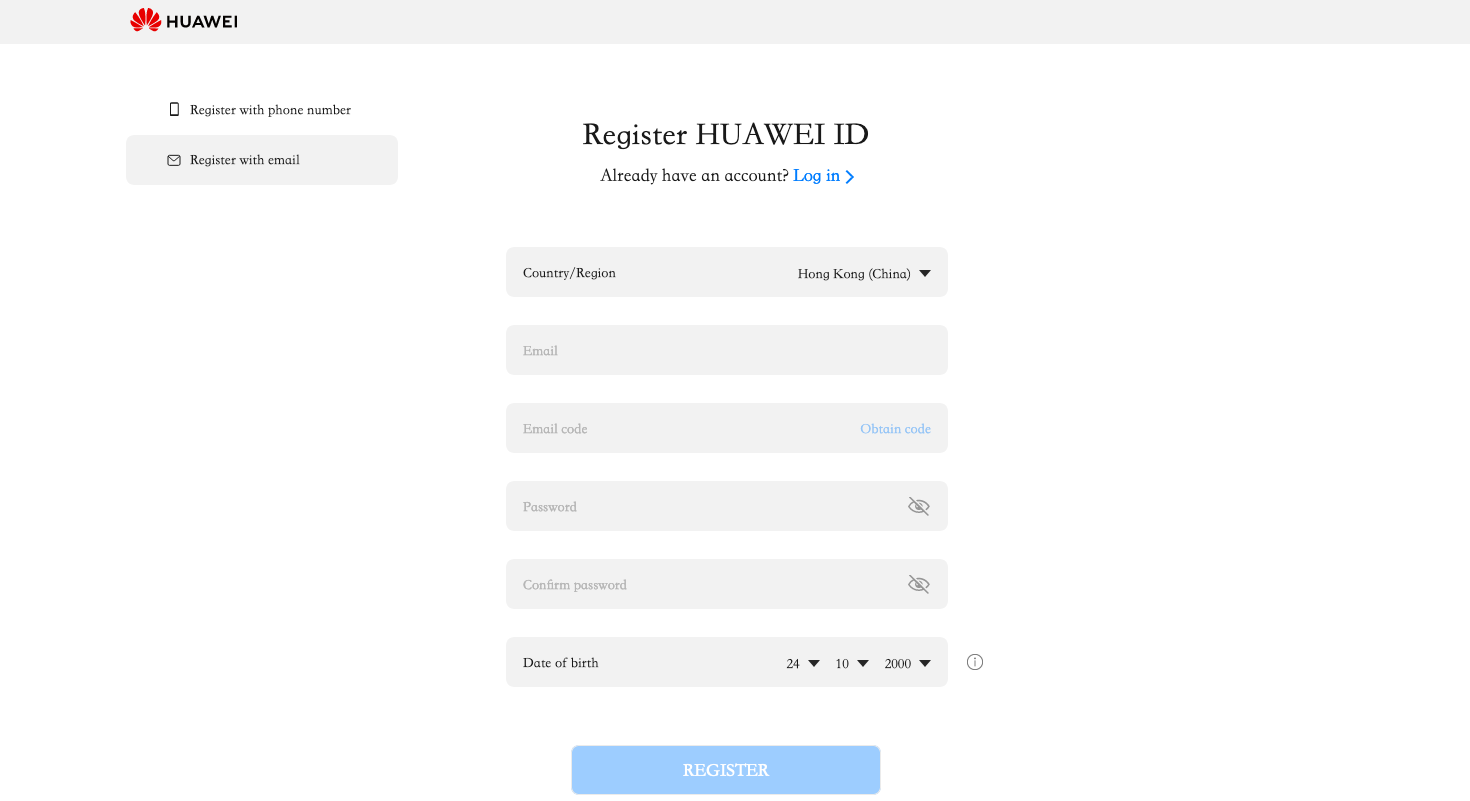 HUAWEI
Register with phone number
Register with email
Register HUAWEI ID
Already have an account? Log in
Country/Region Hong Kong (China)
Email
Email code Obtain code
Password
Confirm password
Date of birth 24 10 2000
REGISTER